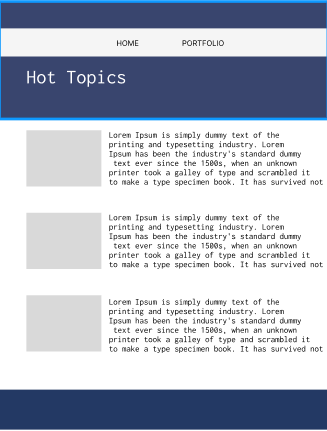 HOME PORTFOLIO
Hot Topics
Lorem Ipsum is simply dummy text of the
printing and typesetting industry. Lorem
Ipsum has been the industry's standard dummy
text ever since the 1500s, when an unknown
printer took a galley of type and scrambled it
to make a type specimen book. It has survived not
Lorem Ipsum is simply dummy text of the
printing and typesetting industry. Lorem
Ipsum has been the industry's standard dummy
text ever since the 1500s, when an unknown
printer took a galley of type and scrambled it
to make a type specimen book. It has survived not
Lorem Ipsum is simply dummy text of the
printing and typesetting industry. Lorem
Ipsum has been the industry's standard dummy
text ever since the 1500s, when an unknown
printer took a galley of type and scrambled it
to make a type specimen book. It has survived not